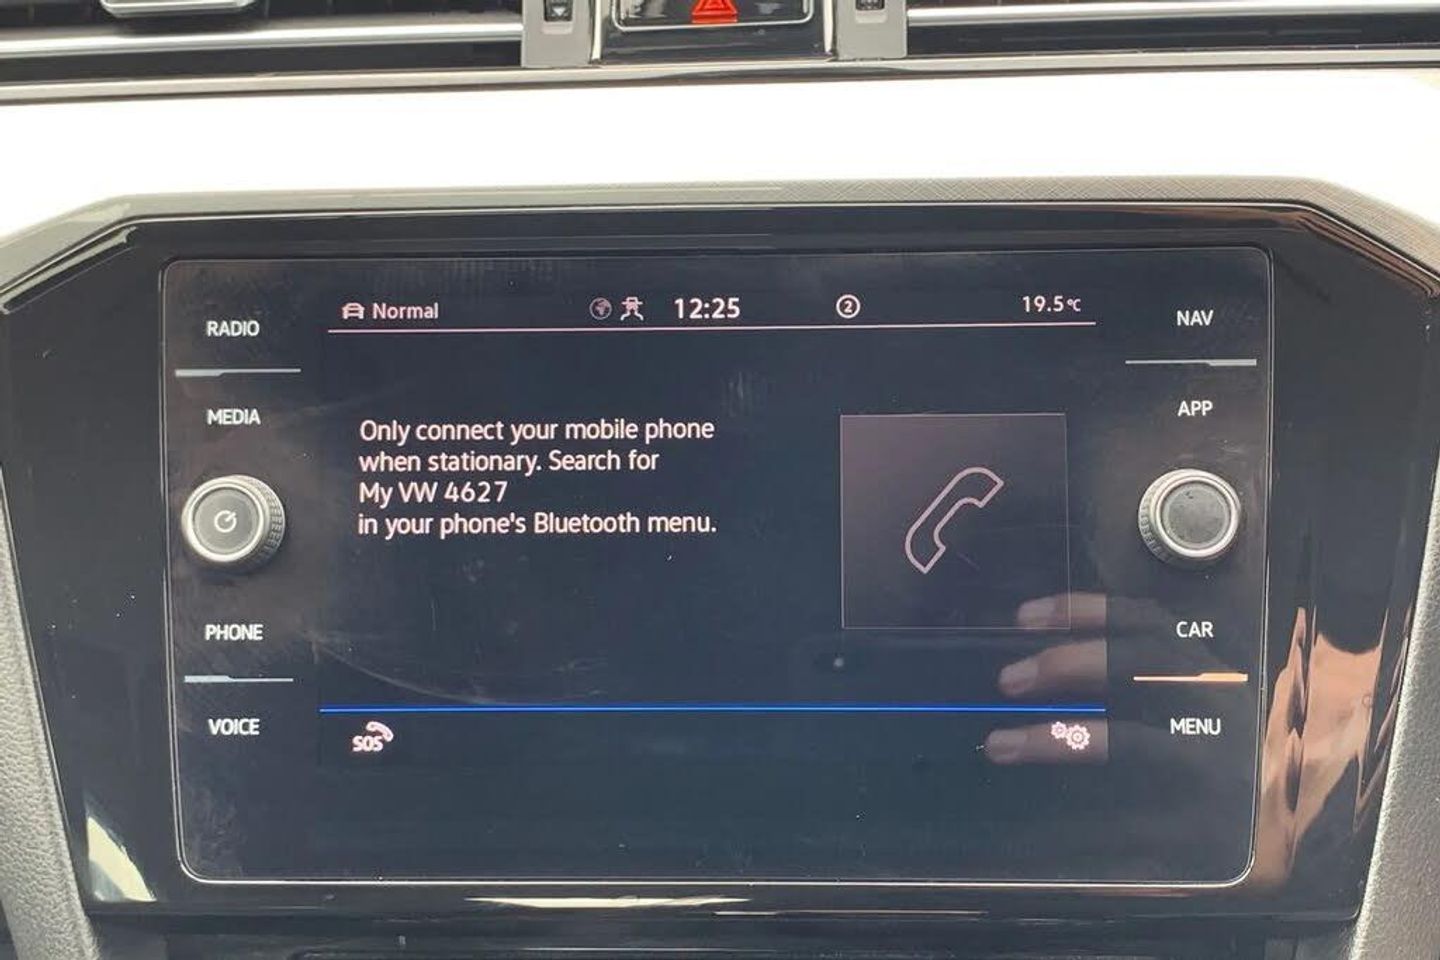 Normal 12:25 2 19.5°C
RADIO
MEDIA
PHONE
VOICE
Only connect your mobile phone
when stationary. Search for
My VW 4627
in your phone's Bluetooth menu.
SOS
NAV
APP
CAR
MENU